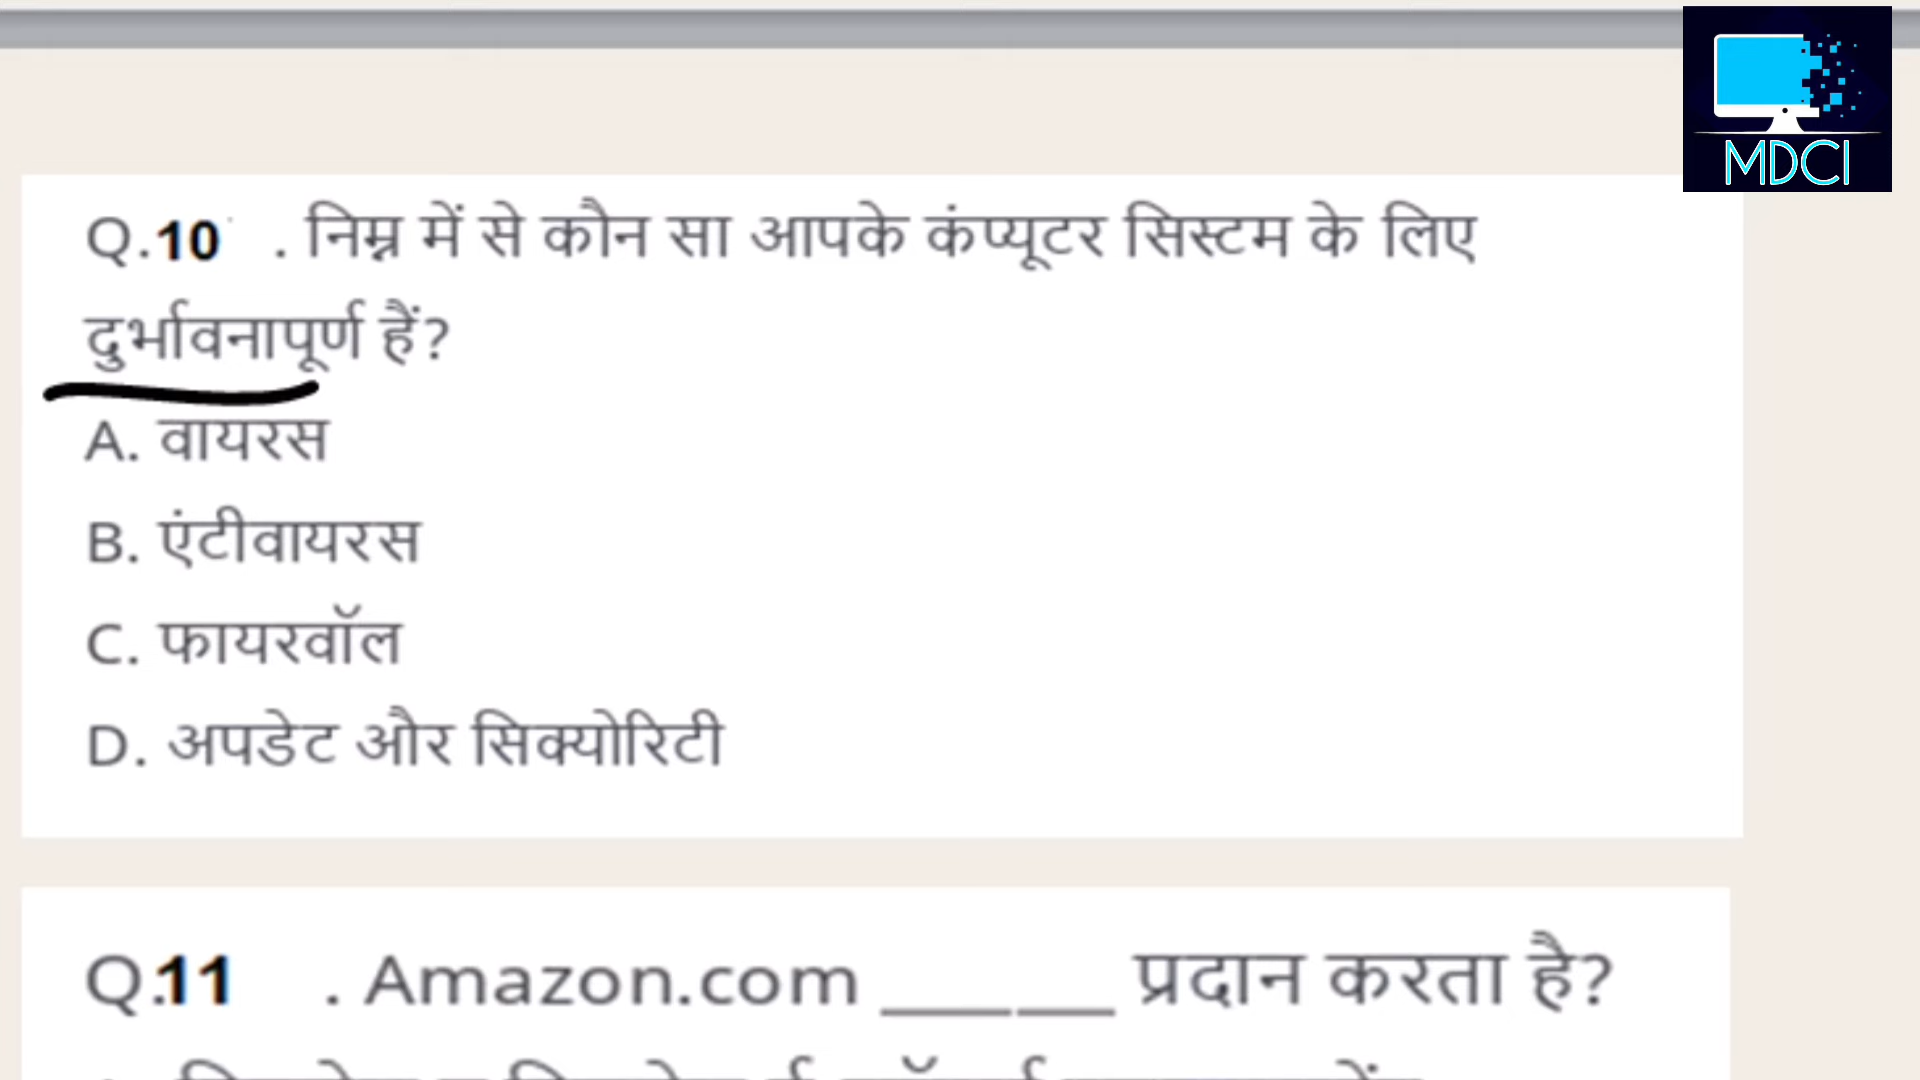 MDCI
Q.10 . निम्न में से कौन सा आपके कंप्यूटर सिस्टम के लिए
दुर्भावनापूर्ण हैं?
A. वायरस
B. एंटीवायरस
C. फायरवॉल
D. अपडेट और सिक्योरिटी
Q.11 . Amazon.com ______ प्रदान करता है?